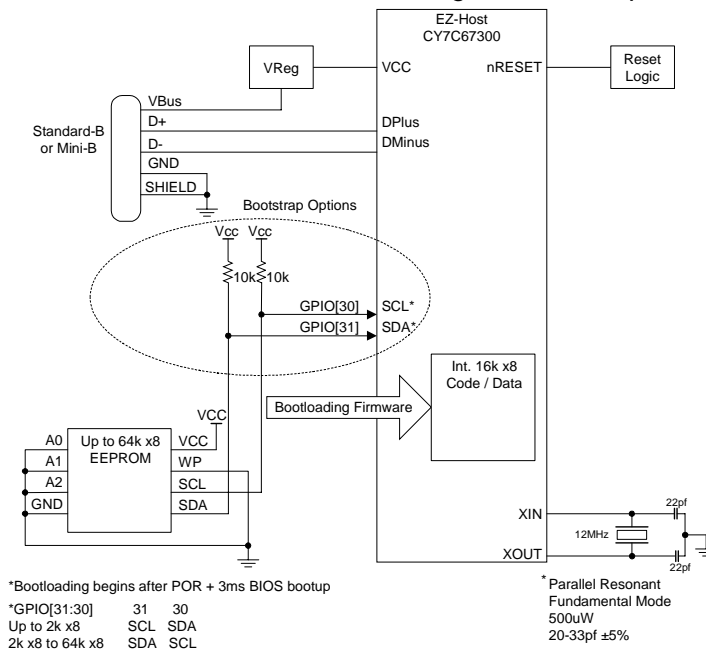 EZ-Host
CY7C67300
VReg
VCC
nRESET
Reset
Logic
VBus
D+
D-
GND
SHIELD
Standard-B
or Mini-B
DPlus
DMinus
Bootstrap Options
Vcc Vcc
10k 10k
GPIO[30] SCL*
GPIO[31] SDA*
Int. 16k x8
Code / Data
Bootloading Firmware
VCC
Up to 64k x8
EEPROM
A0
A1
A2
GND
VCC
WP
SCL
SDA
XIN
XOUT
22pf
12MHz
22pf
*Bootloading begins after POR + 3ms BIOS bootup
*GPIO[31:30] 31 30
Up to 2k x8 SCL SDA
2k x8 to 64k x8 SDA SCL
* Parallel Resonant
Fundamental Mode
500uW
20-33pf ±5%